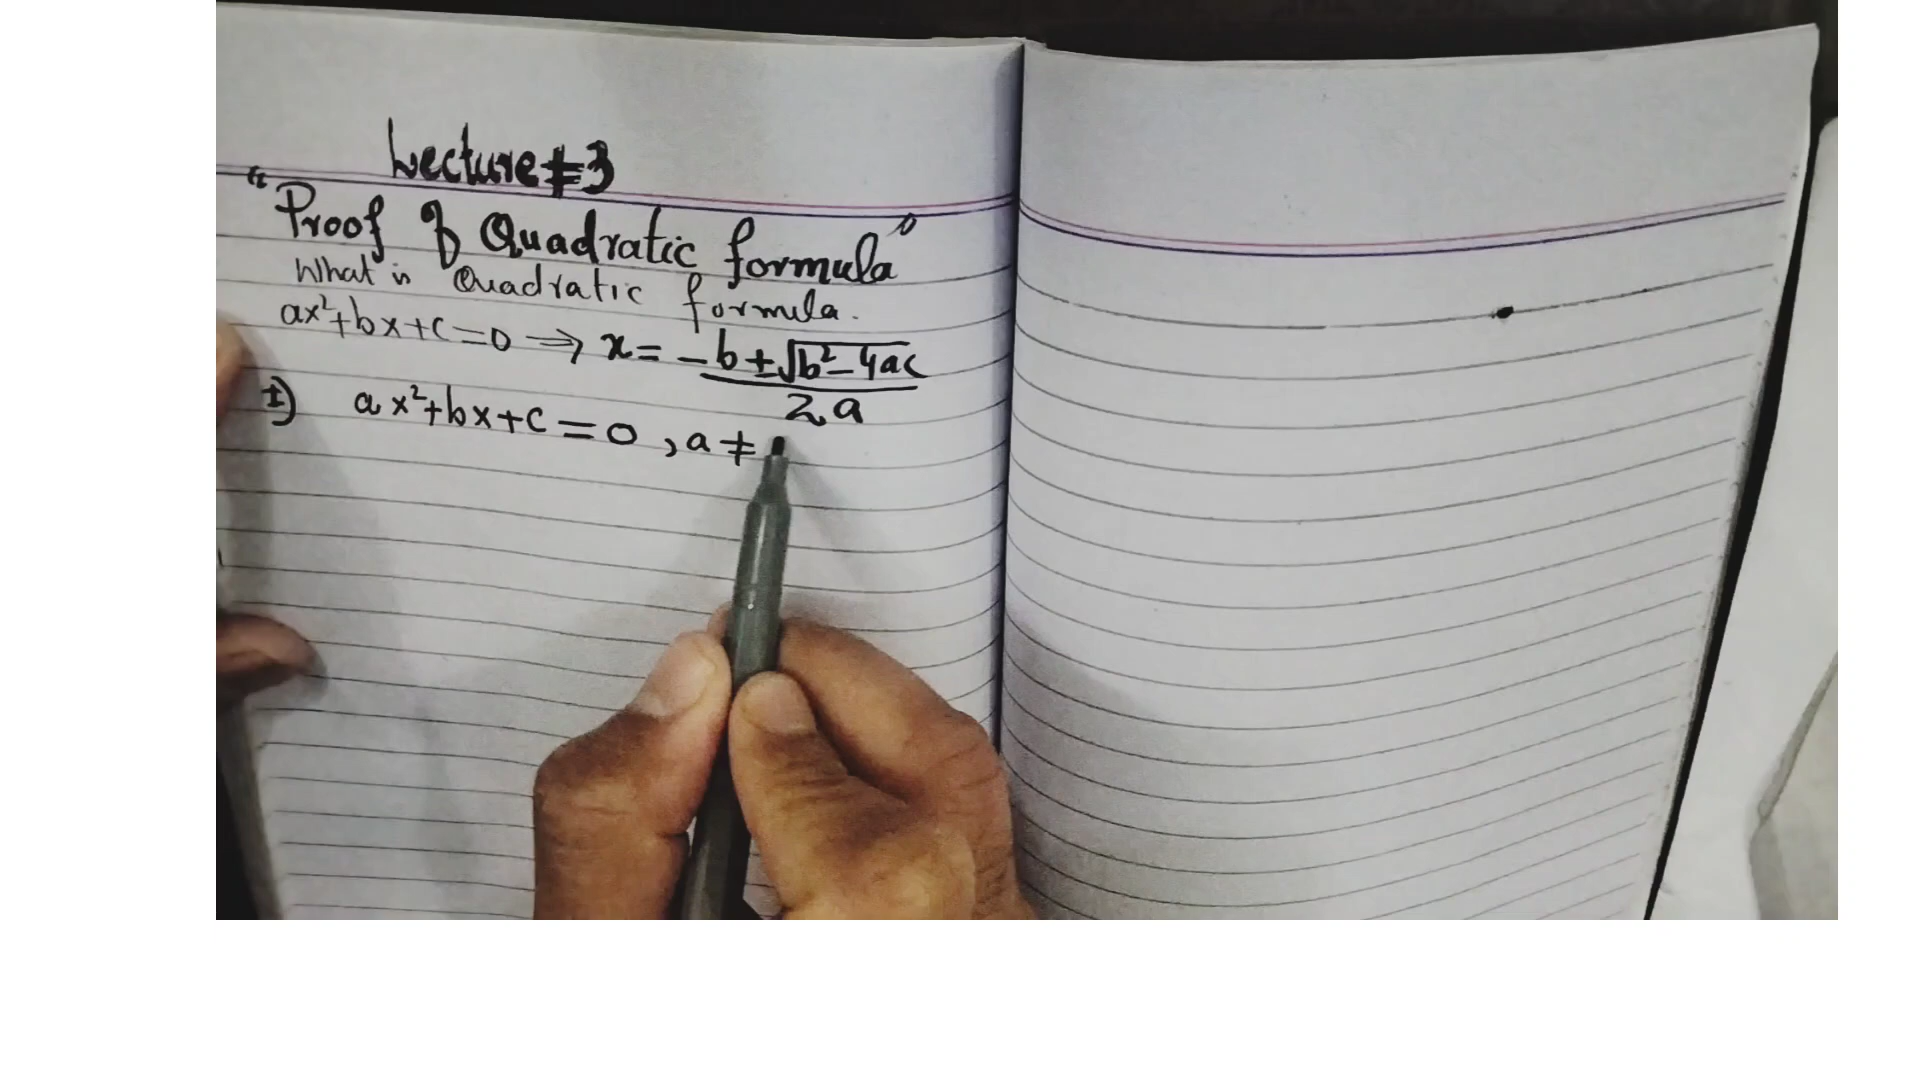 Lecture#3
"Proof of Quadratic formula"
What is Quadratic formula.
ax²+bx+c=0 ⇒ x = -b±√b²-4ac
2a
I) ax²+bx+c=0, a≠